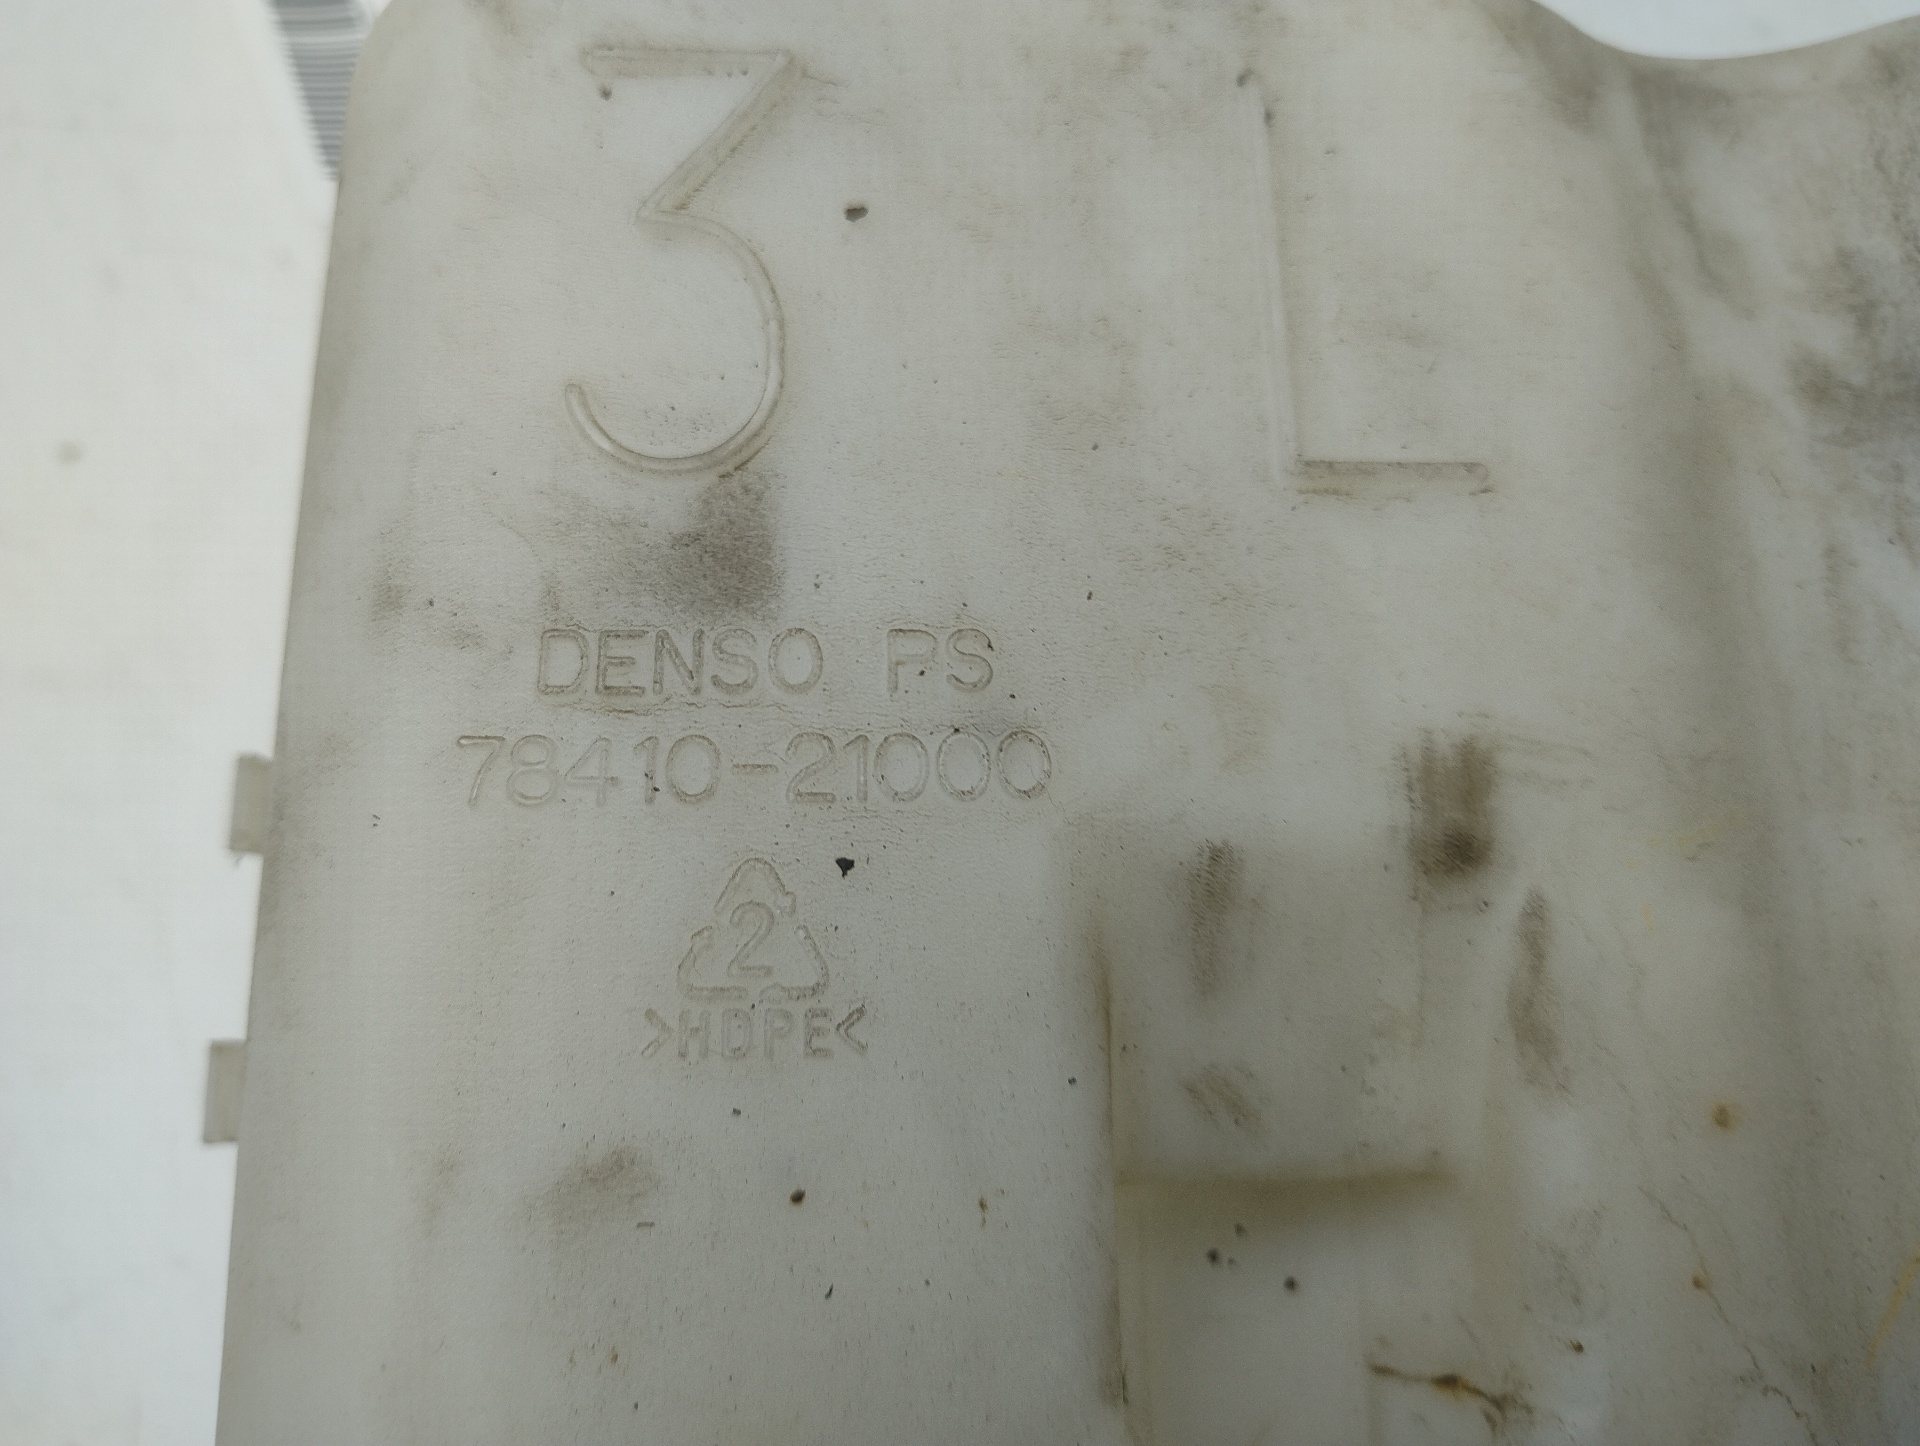 3 L
DENSO PS
78410-21000
2
>HDPE<